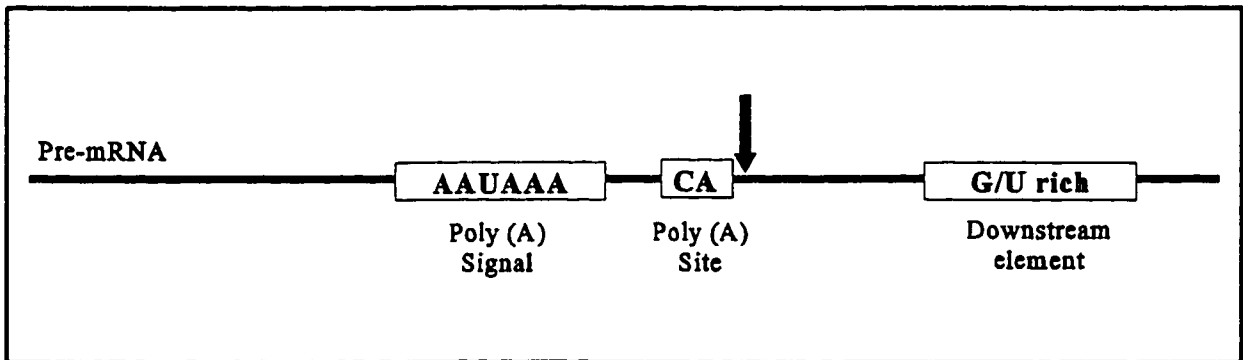 Pre-mRNA
AAUAAA CA G/U rich
Poly (A) Poly (A) Downstream
Signal Site element